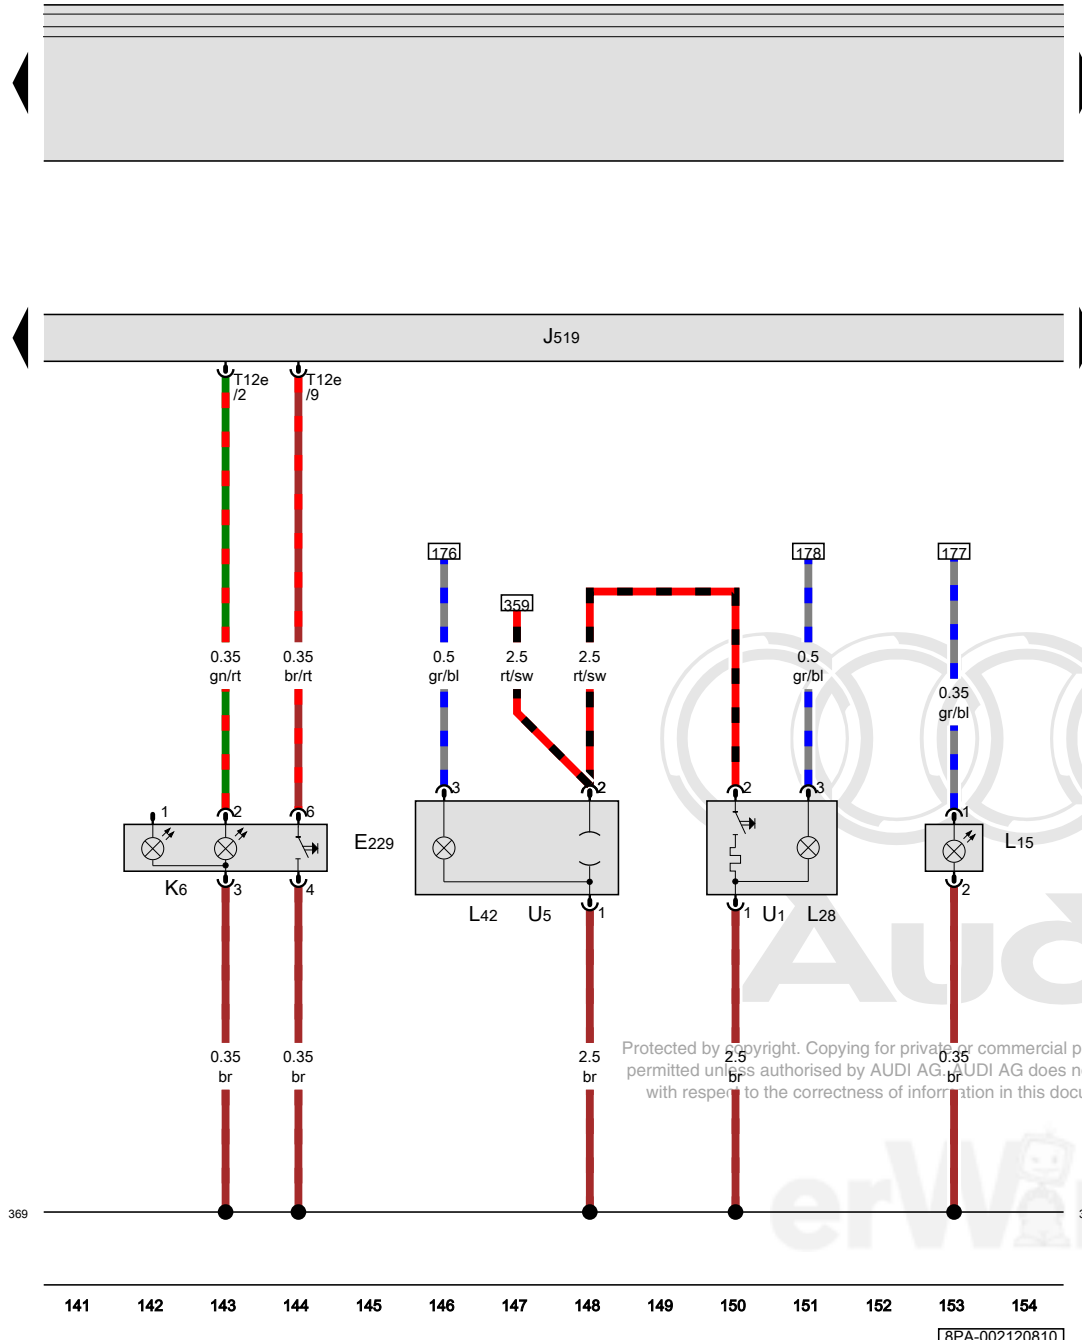 J519
T12e
/2
T12e
/9
176
178
177
359
0.35
gn/rt
0.35
br/rt
0.5
gr/bl
2.5
rt/sw
2.5
rt/sw
0.5
gr/bl
0.35
gr/bl
1
2
6
3
2
2
3
1
E229
L15
K6
3
4
2
L42
U5
1
1
U1
L28
Aud
0.35
br
0.35
br
2.5
br
2.5
br
0.35
br
Protected by copyright. Copying for private or commercial p
permitted unless authorised by AUDI AG. AUDI AG does n
with respect to the correctness of information in this docu
erWin
369
3
141 142 143 144 145 146 147 148 149 150 151 152 153 154
8PA-002120810